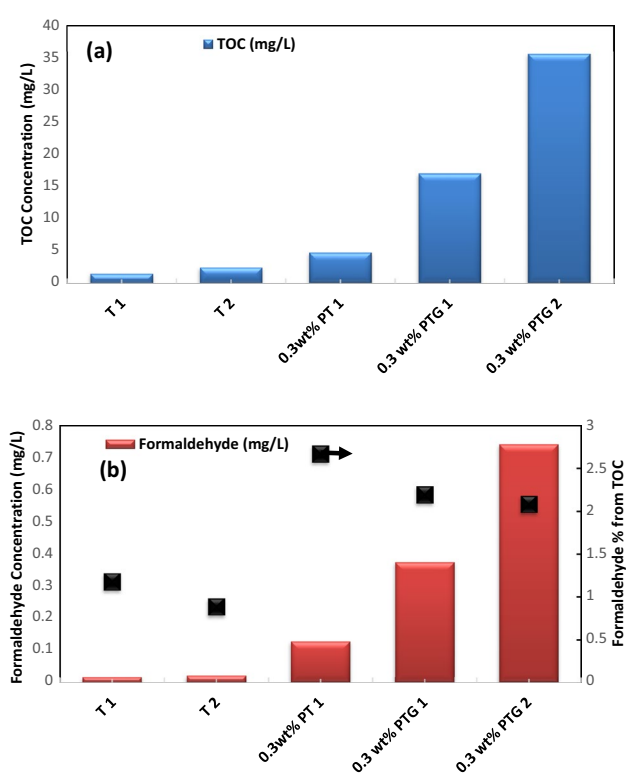 (a)
TOC (mg/L)
TOC Concentration (mg/L)
40
35
30
25
20
15
10
5
0
T 1
T 2
0.3wt% PT 1
0.3 wt% PTG 1
0.3 wt% PTG 2
(b)
Formaldehyde (mg/L)
Formaldehyde Concentration (mg/L)
0.8
0.7
0.6
0.5
0.4
0.3
0.2
0.1
0
3
2.5
2
1.5
1
0.5
0
Formaldehyde % from TOC
T 1
T 2
0.3wt% PT 1
0.3 wt% PTG 1
0.3 wt% PTG 2